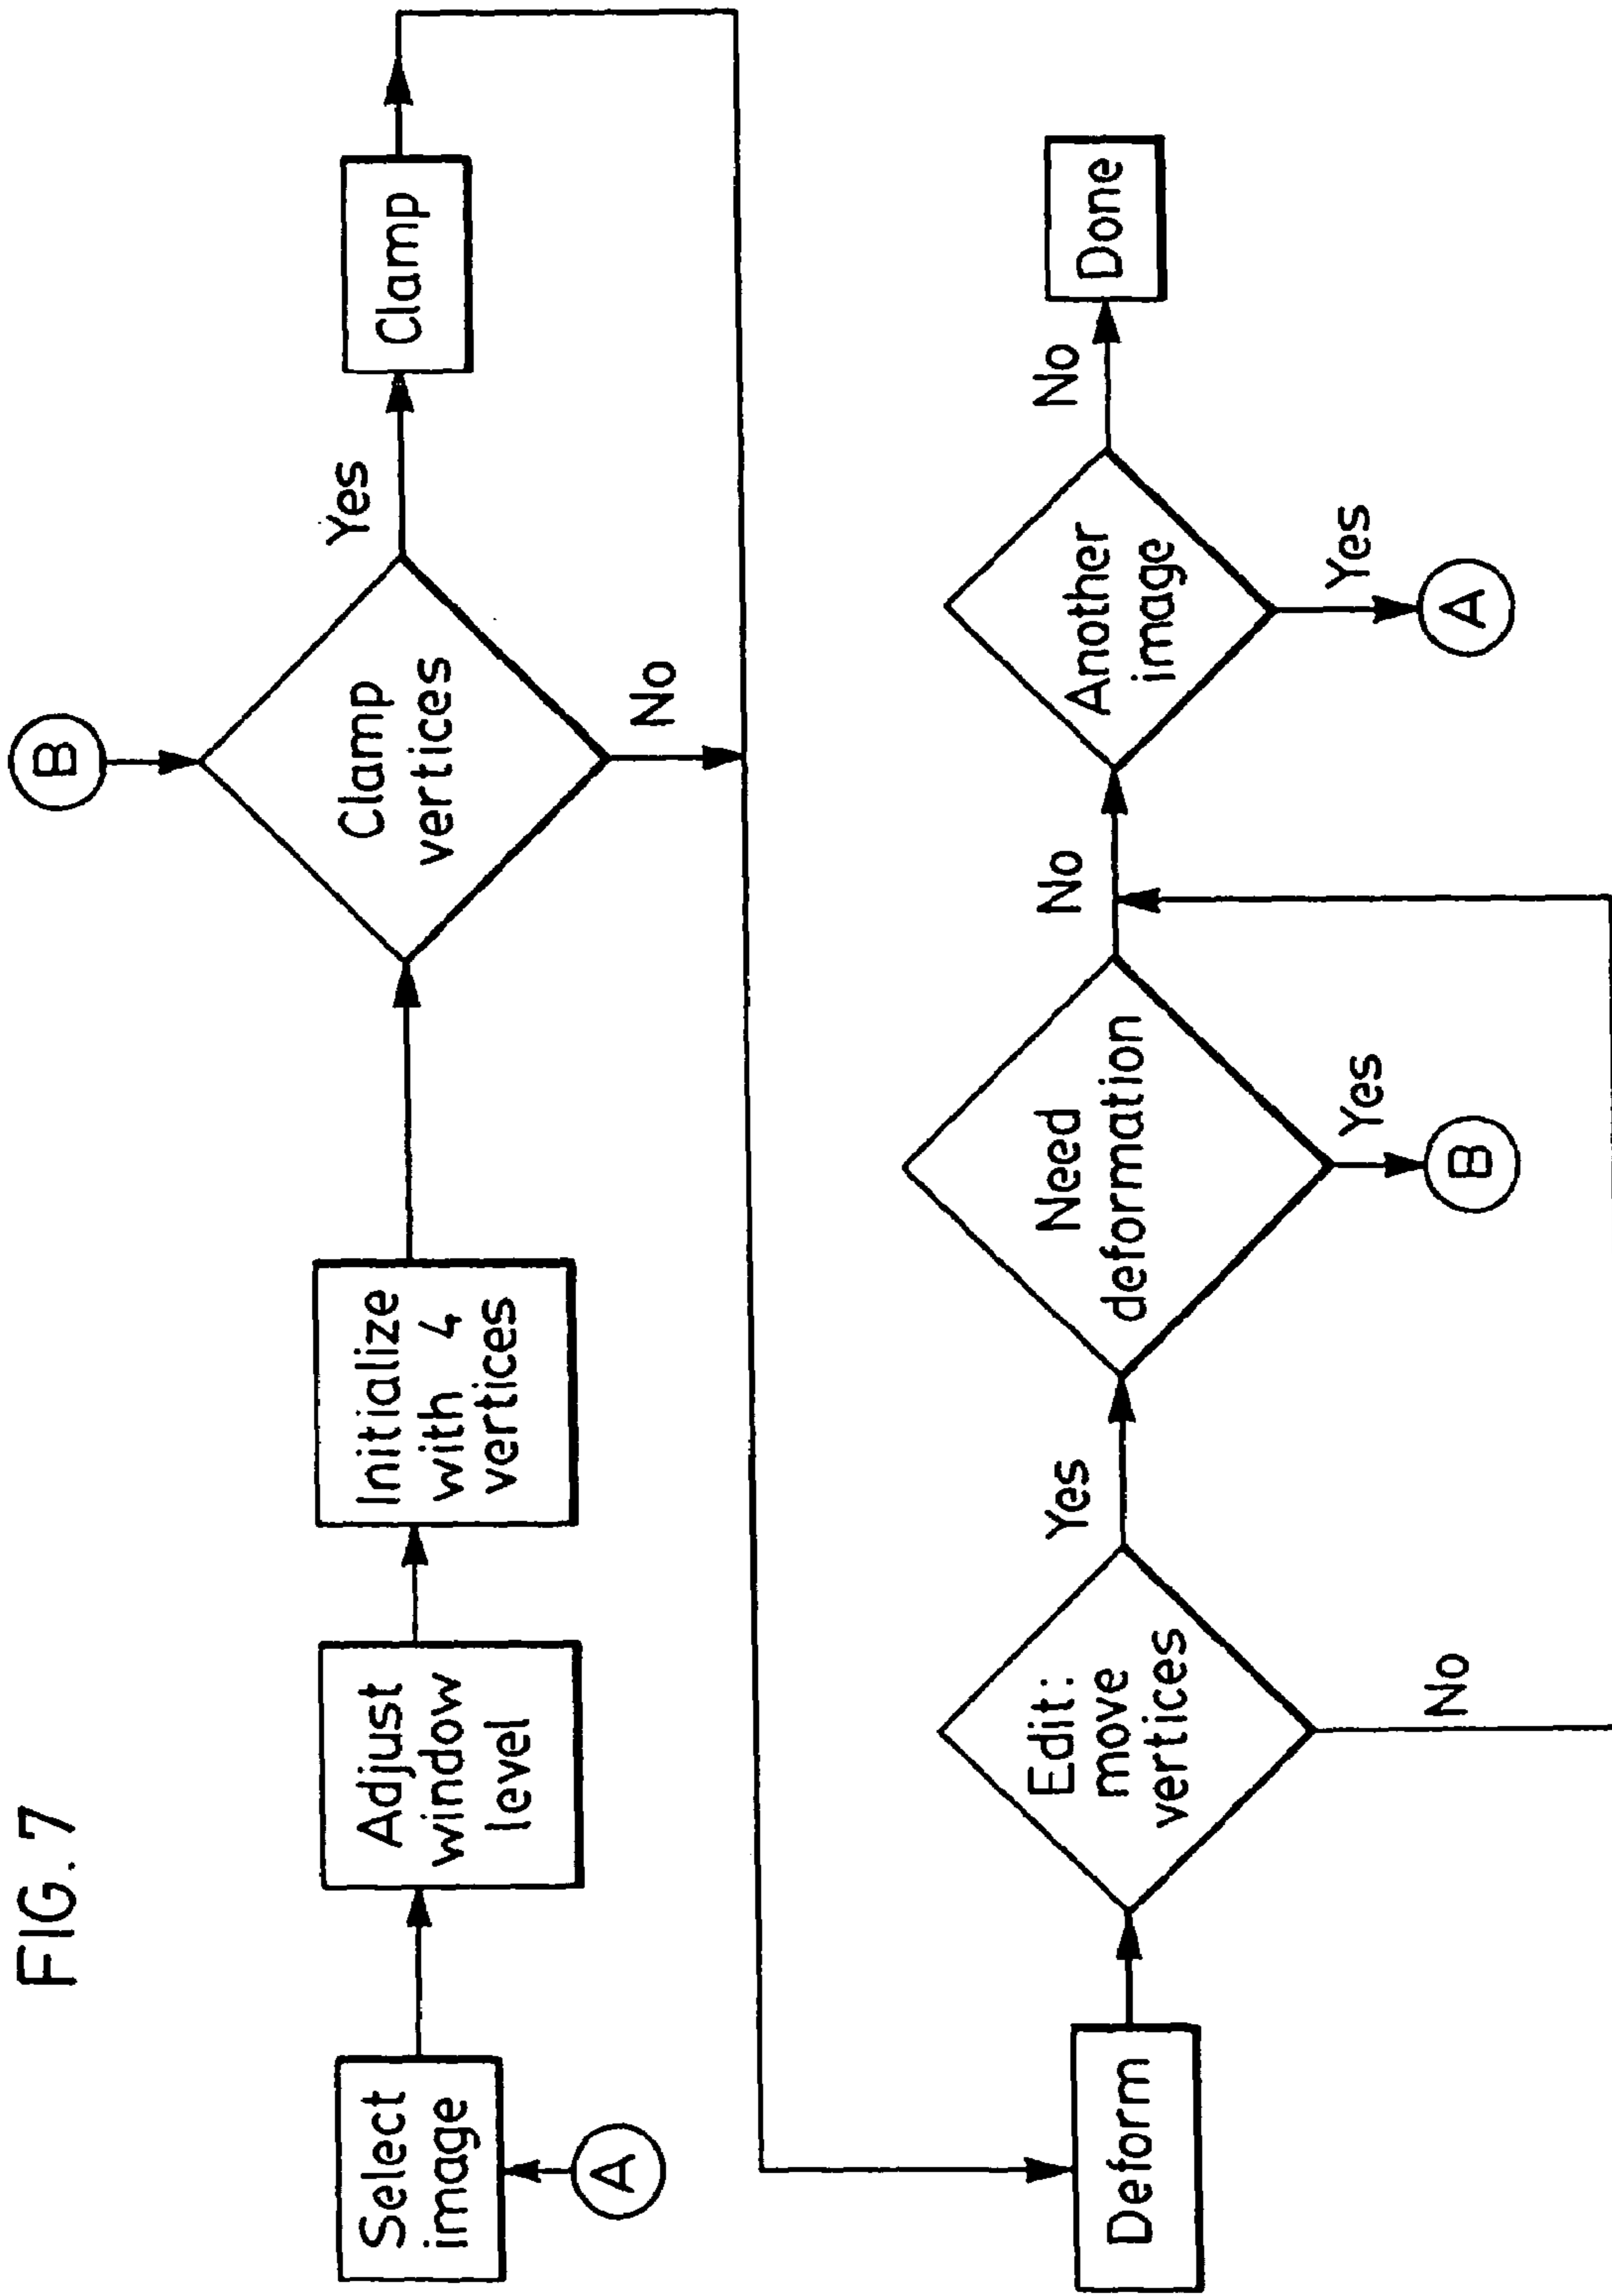 FIG. 7
Select
image
A
Adjust
window
level
Initialize
with 4
vertices
B
Clamp
vertices
Yes
No
Clamp
Deform
Edit:
move
vertices
Yes
No
Need
deformation
No
Yes
B
Another
image
No
Yes
A
Done